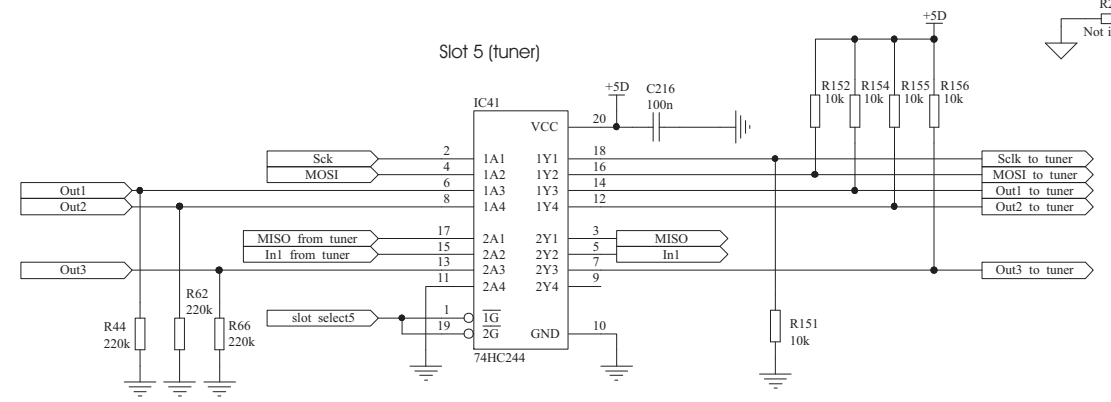 R2
Not i
+5D
Slot 5 (tuner)
R152 R154 R155 R156
10k 10k 10k 10k
+5D C216
100n
IC41
VCC 20
Sck 2 1A1 1Y1 18 Sclk to tuner
MOSI 4 1A2 1Y2 16 MOSI to tuner
Out1 6 1A3 1Y3 14 Out1 to tuner
Out2 8 1A4 1Y4 12 Out2 to tuner
MISO from tuner 17 2A1 2Y1 3 MISO
In1 from tuner 15 2A2 2Y2 5 In1
Out3 13 2A3 2Y3 7 Out3 to tuner
11 2A4 2Y4 9
R62
220k
slot select5 1 1G
R44 R66 19 2G GND 10 R151
220k 220k 10k
74HC244